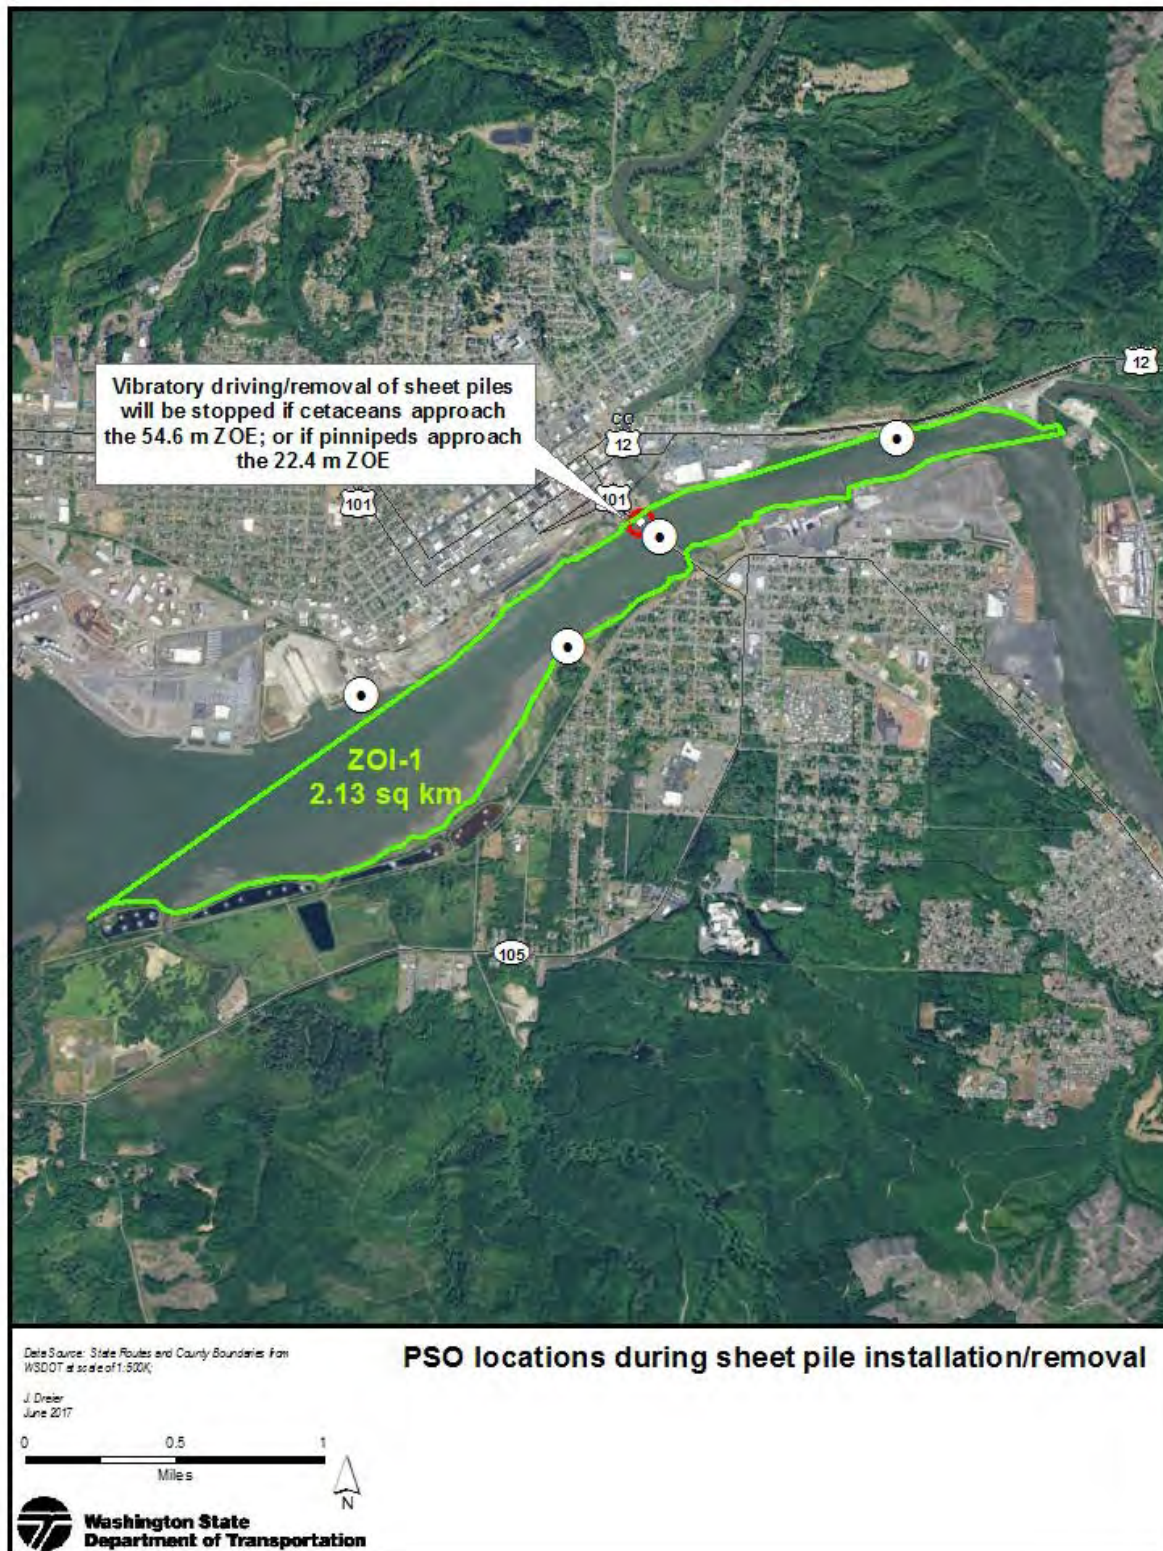 12
Vibratory driving/removal of sheet piles
will be stopped if cetaceans approach
the 54.6 m ZOE; or if pinnipeds approach
the 22.4 m ZOE
12
101
101
ZOI-1
2.13 sq km
105
Data Source: State Routes and County Boundaries from
WSDOT at scale of 1:500K;
PSO locations during sheet pile installation/removal
J. Dreier
June 2017
0 0.5 1
Miles
N
Washington State
Department of Transportation